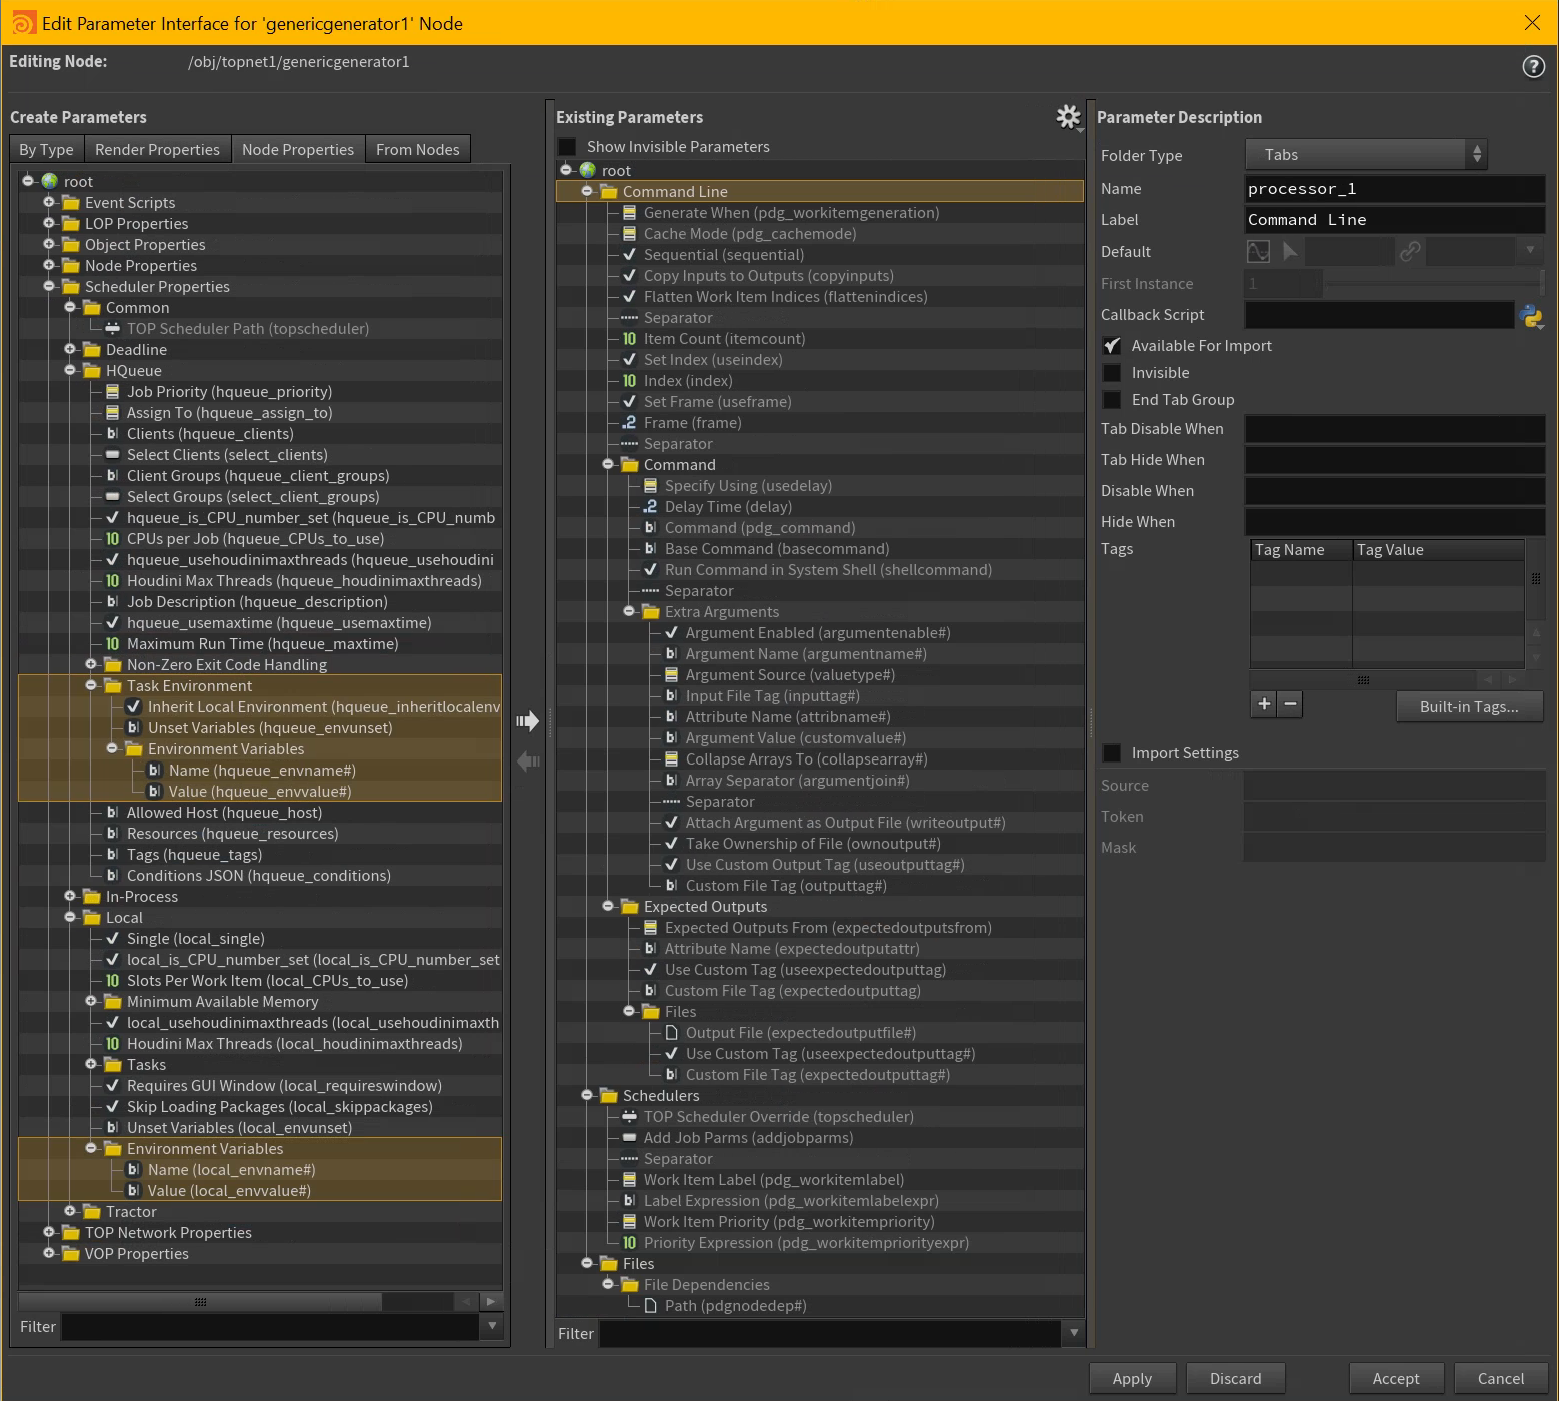 Edit Parameter Interface for 'genericgenerator1' Node
Editing Node: /obj/topnet1/genericgenerator1
Create Parameters
By Type Render Properties Node Properties From Nodes
root
Event Scripts
LOP Properties
Object Properties
Node Properties
Scheduler Properties
Common
TOP Scheduler Path (topscheduler)
Deadline
HQueue
Job Priority (hqueue_priority)
Assign To (hqueue_assign_to)
Clients (hqueue_clients)
Select Clients (select_clients)
Client Groups (hqueue_client_groups)
Select Groups (select_client_groups)
hqueue_is_CPU_number_set (hqueue_is_CPU_numb
CPUs per Job (hqueue_CPUs_to_use)
hqueue_usehoudinimaxthreads (hqueue_usehoudini
Houdini Max Threads (hqueue_houdinimaxthreads)
Job Description (hqueue_description)
hqueue_usemaxtime (hqueue_usemaxtime)
Maximum Run Time (hqueue_maxtime)
Non-Zero Exit Code Handling
Task Environment
Inherit Local Environment (hqueue_inheritlocalenv
Unset Variables (hqueue_envunset)
Environment Variables
Name (hqueue_envname#)
Value (hqueue_envvalue#)
Allowed Host (hqueue_host)
Resources (hqueue_resources)
Tags (hqueue_tags)
Conditions JSON (hqueue_conditions)
In-Process
Local
Single (local_single)
local_is_CPU_number_set (local_is_CPU_number_set
Slots Per Work Item (local_CPUs_to_use)
Minimum Available Memory
local_usehoudinimaxthreads (local_usehoudinimaxth
Houdini Max Threads (local_houdinimaxthreads)
Tasks
Requires GUI Window (local_requireswindow)
Skip Loading Packages (local_skippackages)
Unset Variables (local_envunset)
Environment Variables
Name (local_envname#)
Value (local_envvalue#)
Tractor
TOP Network Properties
VOP Properties
Filter
Existing Parameters
Show Invisible Parameters
root
Command Line
Generate When (pdg_workitemgeneration)
Cache Mode (pdg_cachemode)
Sequential (sequential)
Copy Inputs to Outputs (copyinputs)
Flatten Work Item Indices (flattenindices)
Separator
Item Count (itemcount)
Set Index (useindex)
Index (index)
Set Frame (useframe)
Frame (frame)
Separator
Command
Specify Using (usedelay)
Delay Time (delay)
Command (pdg_command)
Base Command (basecommand)
Run Command in System Shell (shellcommand)
Separator
Extra Arguments
Argument Enabled (argumentenable#)
Argument Name (argumentname#)
Argument Source (valuetype#)
Input File Tag (inputtag#)
Attribute Name (attribname#)
Argument Value (customvalue#)
Collapse Arrays To (collapsearray#)
Array Separator (argumentjoin#)
Separator
Attach Argument as Output File (writeoutput#)
Take Ownership of File (ownoutput#)
Use Custom Output Tag (useoutputtag#)
Custom File Tag (outputtag#)
Expected Outputs
Expected Outputs From (expectedoutputsfrom)
Attribute Name (expectedoutputattr)
Use Custom Tag (useexpectedoutputtag)
Custom File Tag (expectedoutputtag)
Files
Output File (expectedoutputfile#)
Use Custom Tag (useexpectedoutputtag#)
Custom File Tag (expectedoutputtag#)
Schedulers
TOP Scheduler Override (topscheduler)
Add Job Parms (addjobparms)
Separator
Work Item Label (pdg_workitemlabel)
Label Expression (pdg_workitemlabelexpr)
Work Item Priority (pdg_workitempriority)
Priority Expression (pdg_workitempriorityexpr)
Files
File Dependencies
Path (pdgnodedep#)
Filter
Parameter Description
Folder Type Tabs
Name processor_1
Label Command Line
Default
First Instance 1
Callback Script
Available For Import
Invisible
End Tab Group
Tab Disable When
Tab Hide When
Disable When
Hide When
Tags Tag Name Tag Value
+ − Built-in Tags...
Import Settings
Source
Token
Mask
Apply Discard Accept Cancel